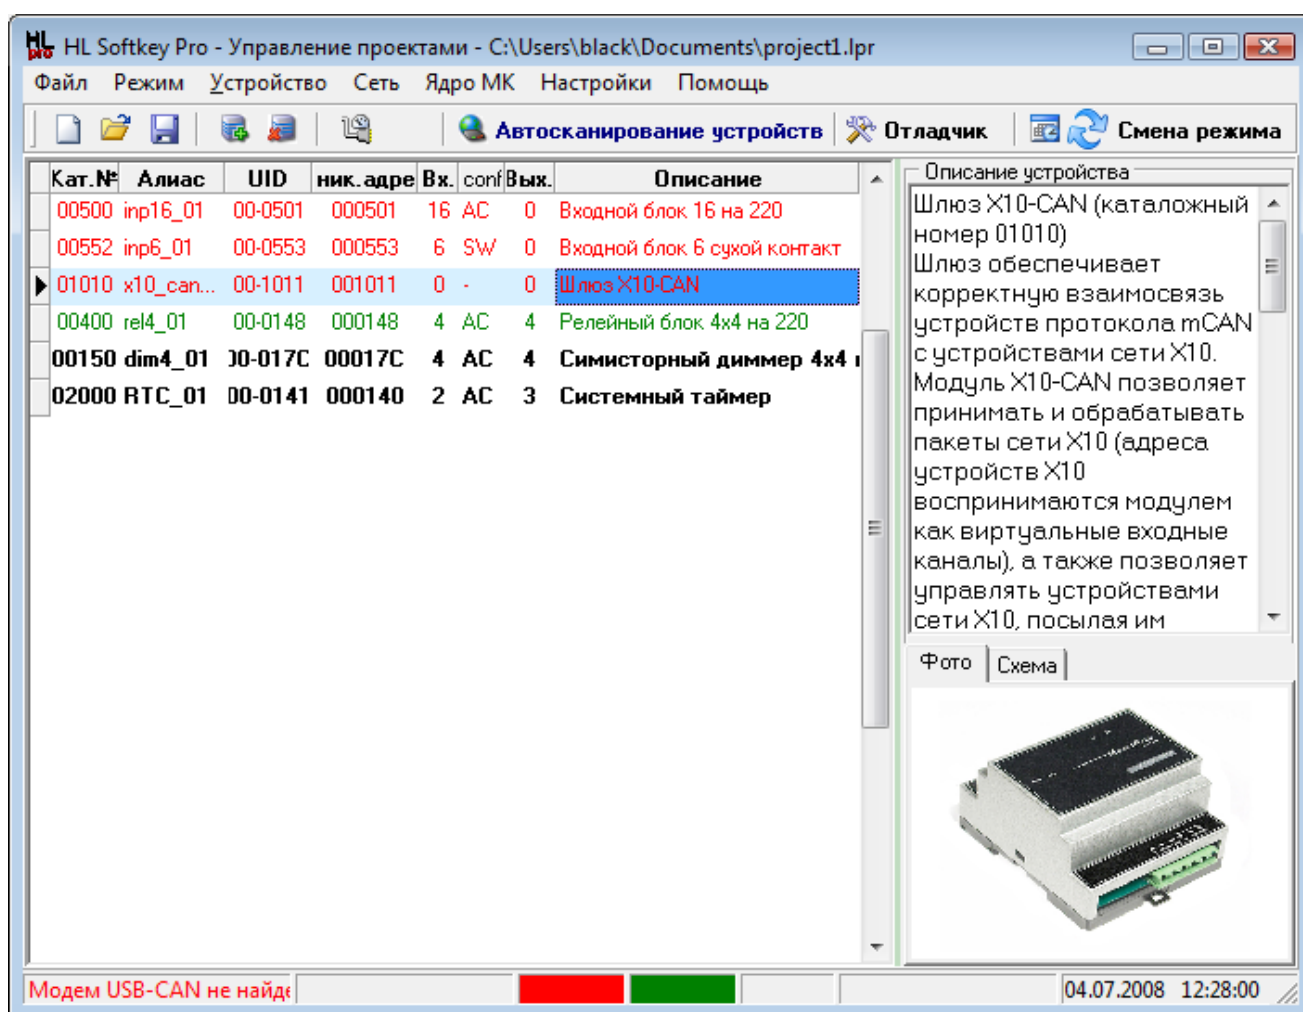 HL pro HL Softkey Pro - Управление проектами - C:\Users\black\Documents\project1.lpr
Файл Режим Устройство Сеть Ядро МК Настройки Помощь
Автосканирование устройств Отладчик Смена режима
Кат.№ Алиас UID ник.адре Вх. conf Вых. Описание
00500 inp16_01 00-0501 000501 16 AC 0 Входной блок 16 на 220
00552 inp6_01 00-0553 000553 6 SW 0 Входной блок 6 сухой контакт
01010 x10_can... 00-1011 001011 0 - 0 Шлюз X10-CAN
00400 rel4_01 00-0148 000148 4 AC 4 Релейный блок 4x4 на 220
00150 dim4_01 00-017C 00017C 4 AC 4 Симисторный диммер 4x4
02000 RTC_01 00-0141 000140 2 AC 3 Системный таймер
Описание устройства
Шлюз X10-CAN (каталожный
номер 01010)
Шлюз обеспечивает
корректную взаимосвязь
устройств протокола mCAN
с устройствами сети X10.
Модуль X10-CAN позволяет
принимать и обрабатывать
пакеты сети X10 (адреса
устройств X10
воспринимаются модулем
как виртуальные входные
каналы), а также позволяет
управлять устройствами
сети X10, посылая им
Фото Схема
Модем USB-CAN не найде
04.07.2008 12:28:00